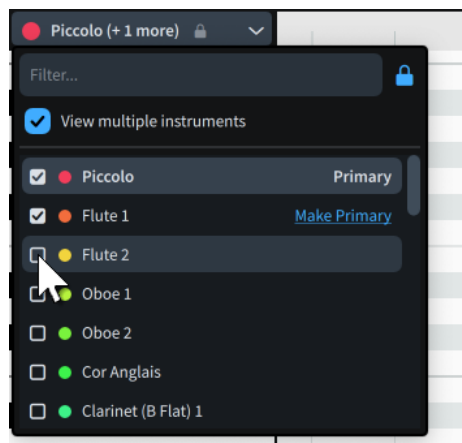 Piccolo (+ 1 more)
Filter...
View multiple instruments
Piccolo Primary
Flute 1 Make Primary
Flute 2
Oboe 1
Oboe 2
Cor Anglais
Clarinet (B Flat) 1